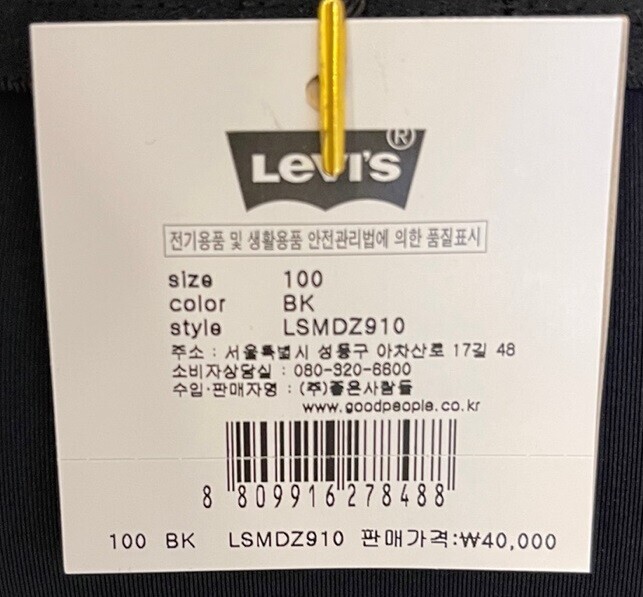 Levi's®
전기용품 및 생활용품 안전관리법에 의한 품질표시
size 100
color BK
style LSMDZ910
주소 : 서울특별시 성동구 아차산로 17길 48
소비자상담실 : 080-920-6600
수입·판매자영 : (주)좋은사람들
www.goodpeople.co.kr
8 809916 278488
100 BK LSMDZ910 판매가격:₩40,000